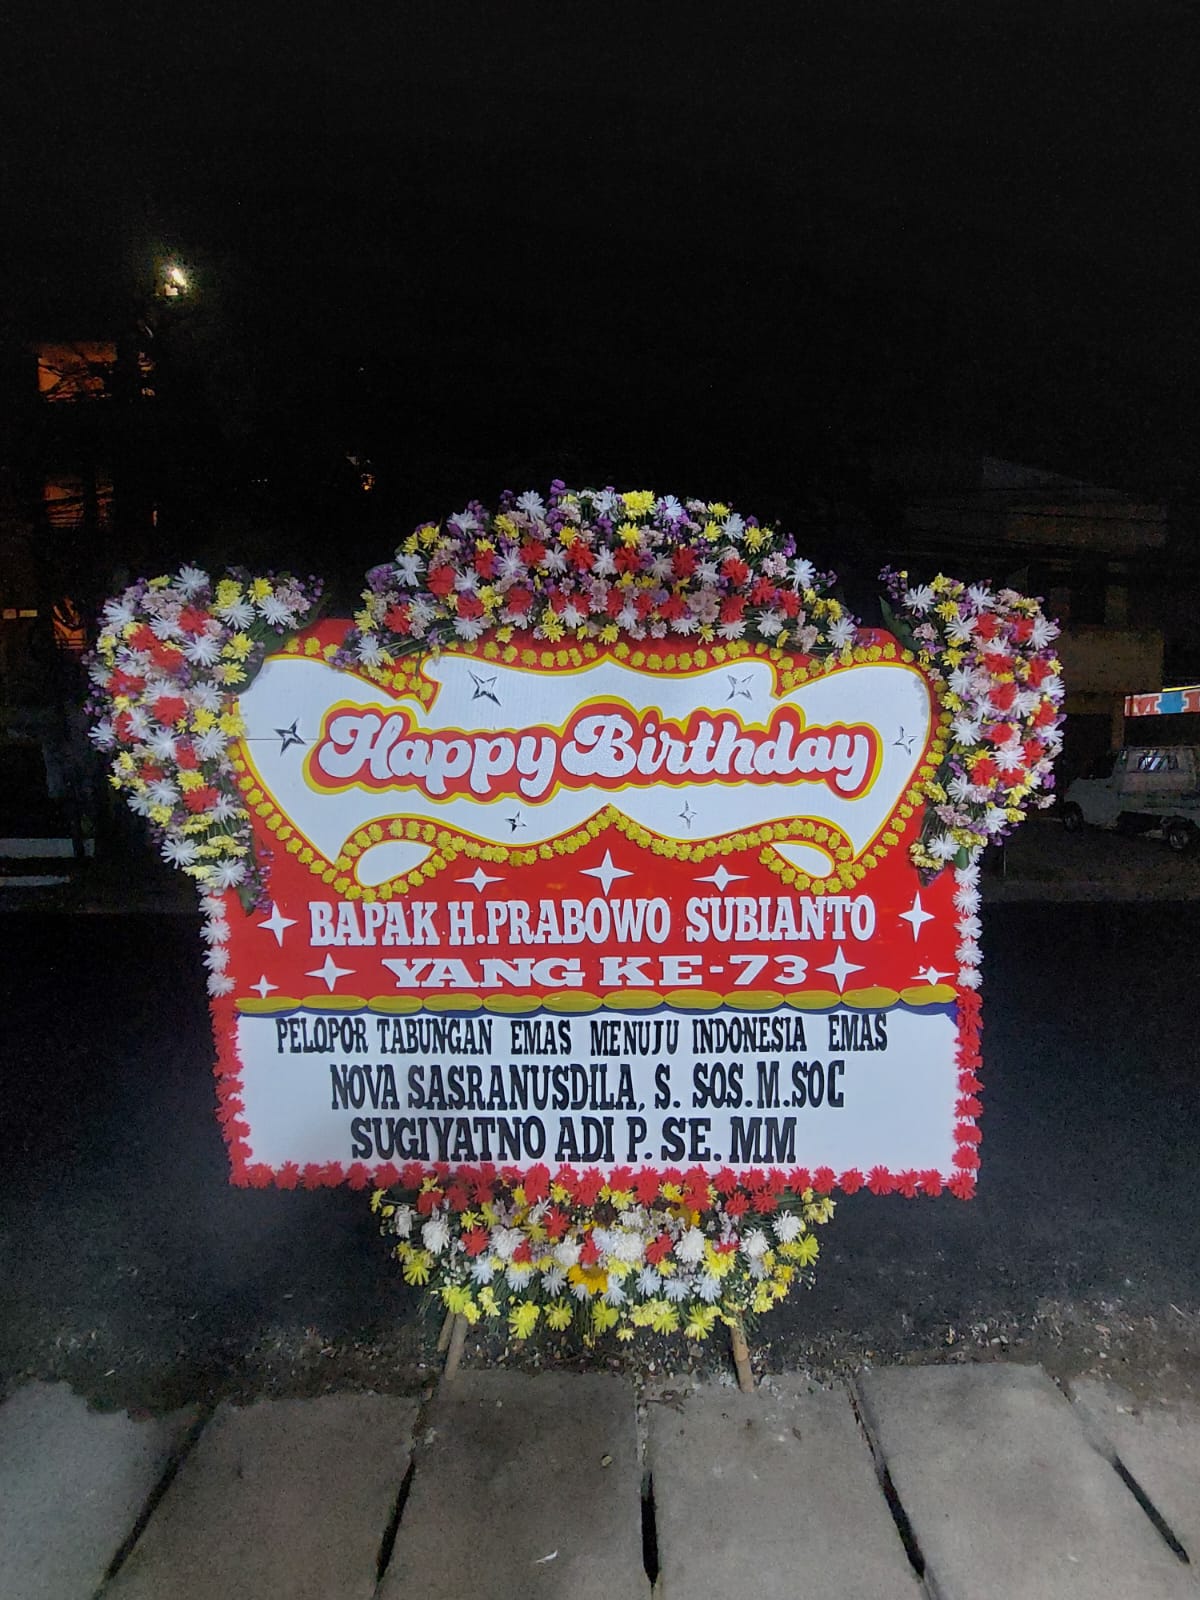 Happy Birthday
BAPAK H.PRABOWO SUBIANTO
YANG KE-73
PELOPOR TABUNGAN EMAS MENUJU INDONESIA EMAS
NOVA SASRANUSDILA, S. SOS. M.SOC
SUGIYATNO ADI P. SE. MM